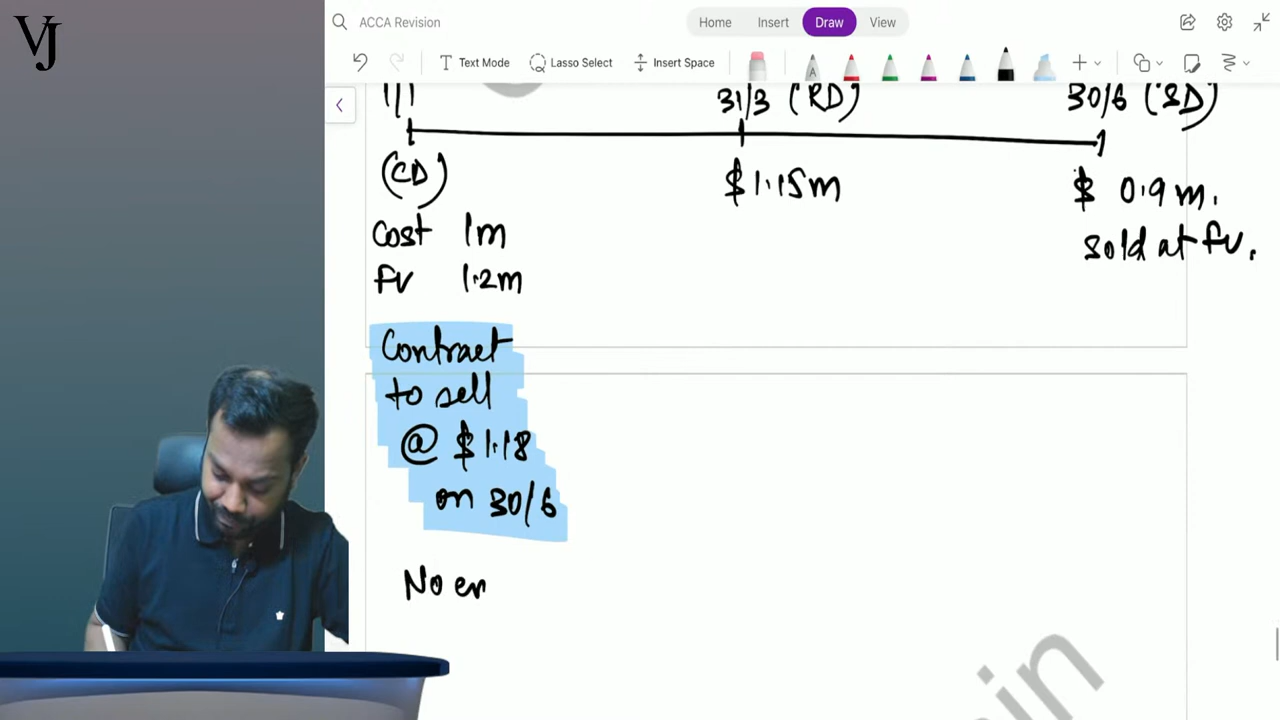 VJ
ACCA Revision
Home Insert Draw View
Text Mode Lasso Select Insert Space
1/1 31/3 (RD) 30/6 (SD)
(CD) $1.15m $ 0.9m.
Cost 1m sold at fv.
fv 1.2m
Contract
to sell
@ $1.18
on 30/6
No en
in